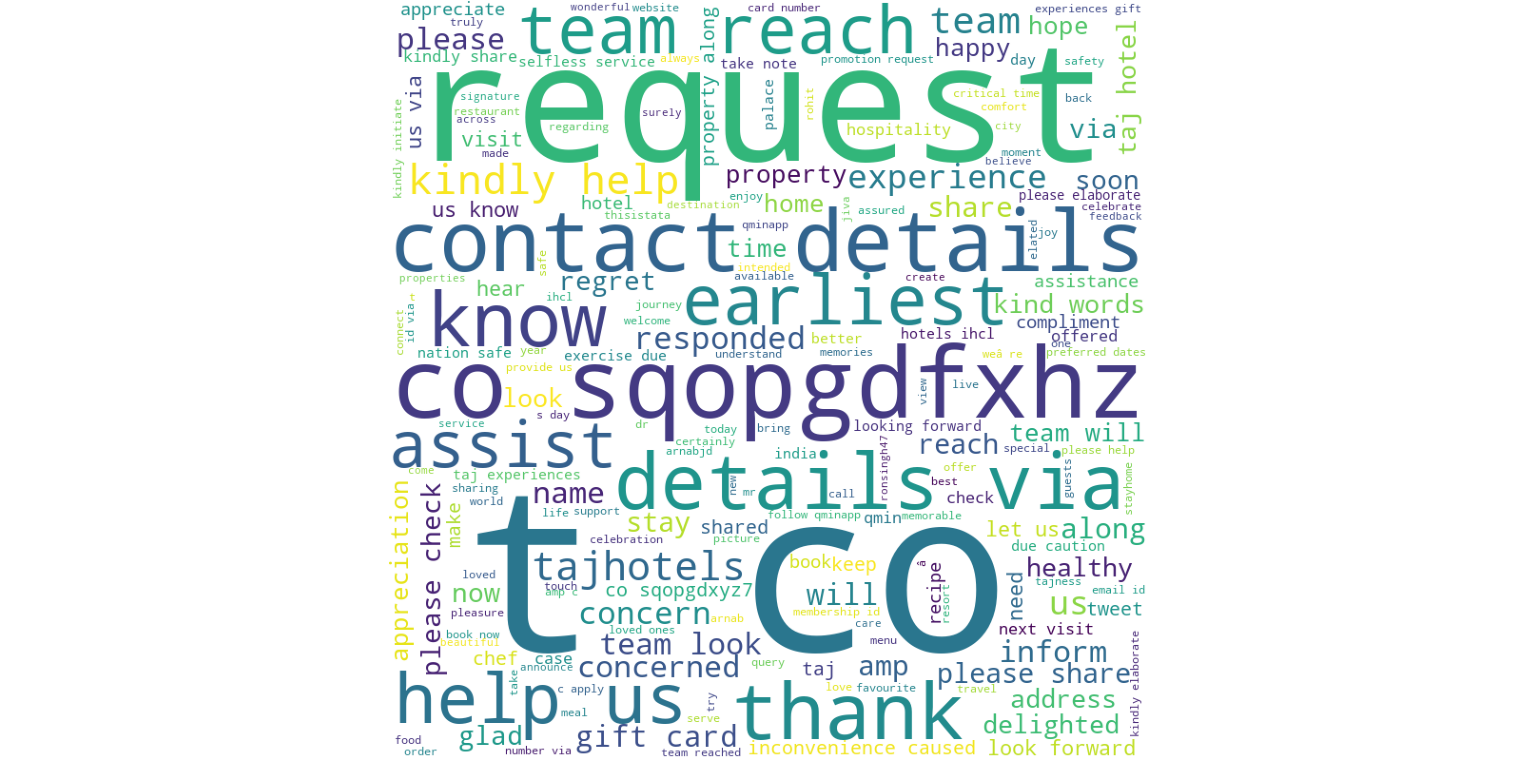 appreciate
wonderful
website
card number
experiences gift
truly
team
reach
team
hope
please
happy
kindly share
selfless service
always
property along
take note
promotion request
day
safety
taj hotel
request
us via
signature
restaurant
across
surely
palace
rohit
critical time
comfort
back
regarding
hospitality
city
via
kindly initiate
visit
made
moment
believe
kindly help
property
experience
soon
please elaborate
us know
hotel
enjoy
home
jiva
assured
share
celebrate
feedback
thisistata
destination
contact details
qminapp
time
elated
joy
safe
intended
properties
hear
regret
available
create
assistance
ihcl
earliest
kind words
t
id via
connect
know
journey
welcome
compliment
responded
better
hotels ihcl
offered
one
nation safe
year
exercise due
understand
memories
weâ re
preferred dates
provide us
co sqopgdfxhz
look
view
live
s day
service
assist
dr
today
bring
looking forward
certainly
arnabjd
india
reach
team will
special
please help
come
taj experiences
ronsingh47
offer
guests
stayhome
details via
new
mr
call
best
check
sharing
world
name
appreciation
please check
make
life
support
stay
shared
follow qminapp
qmin
memorable
let us
along
t co
celebration
picture
due caution
tajhotels
book
keep
â
recipe
resort
healthy
loved
touch
amp c
co sqopgdxyz7
will
need
tajness
email id
now
us
tweet
pleasure
concern
arnab
membership id
care
next visit
book now
beautiful
loved ones
team look
menu
inform
chef
case
concerned
query
taj
amp
please share
kindly elaborate
take
announce
help us
c apply
thank
love
favourite
travel
address
meal
try
serve
delighted
food
order
glad
number via
gift card
team reached
inconvenience caused
look forward